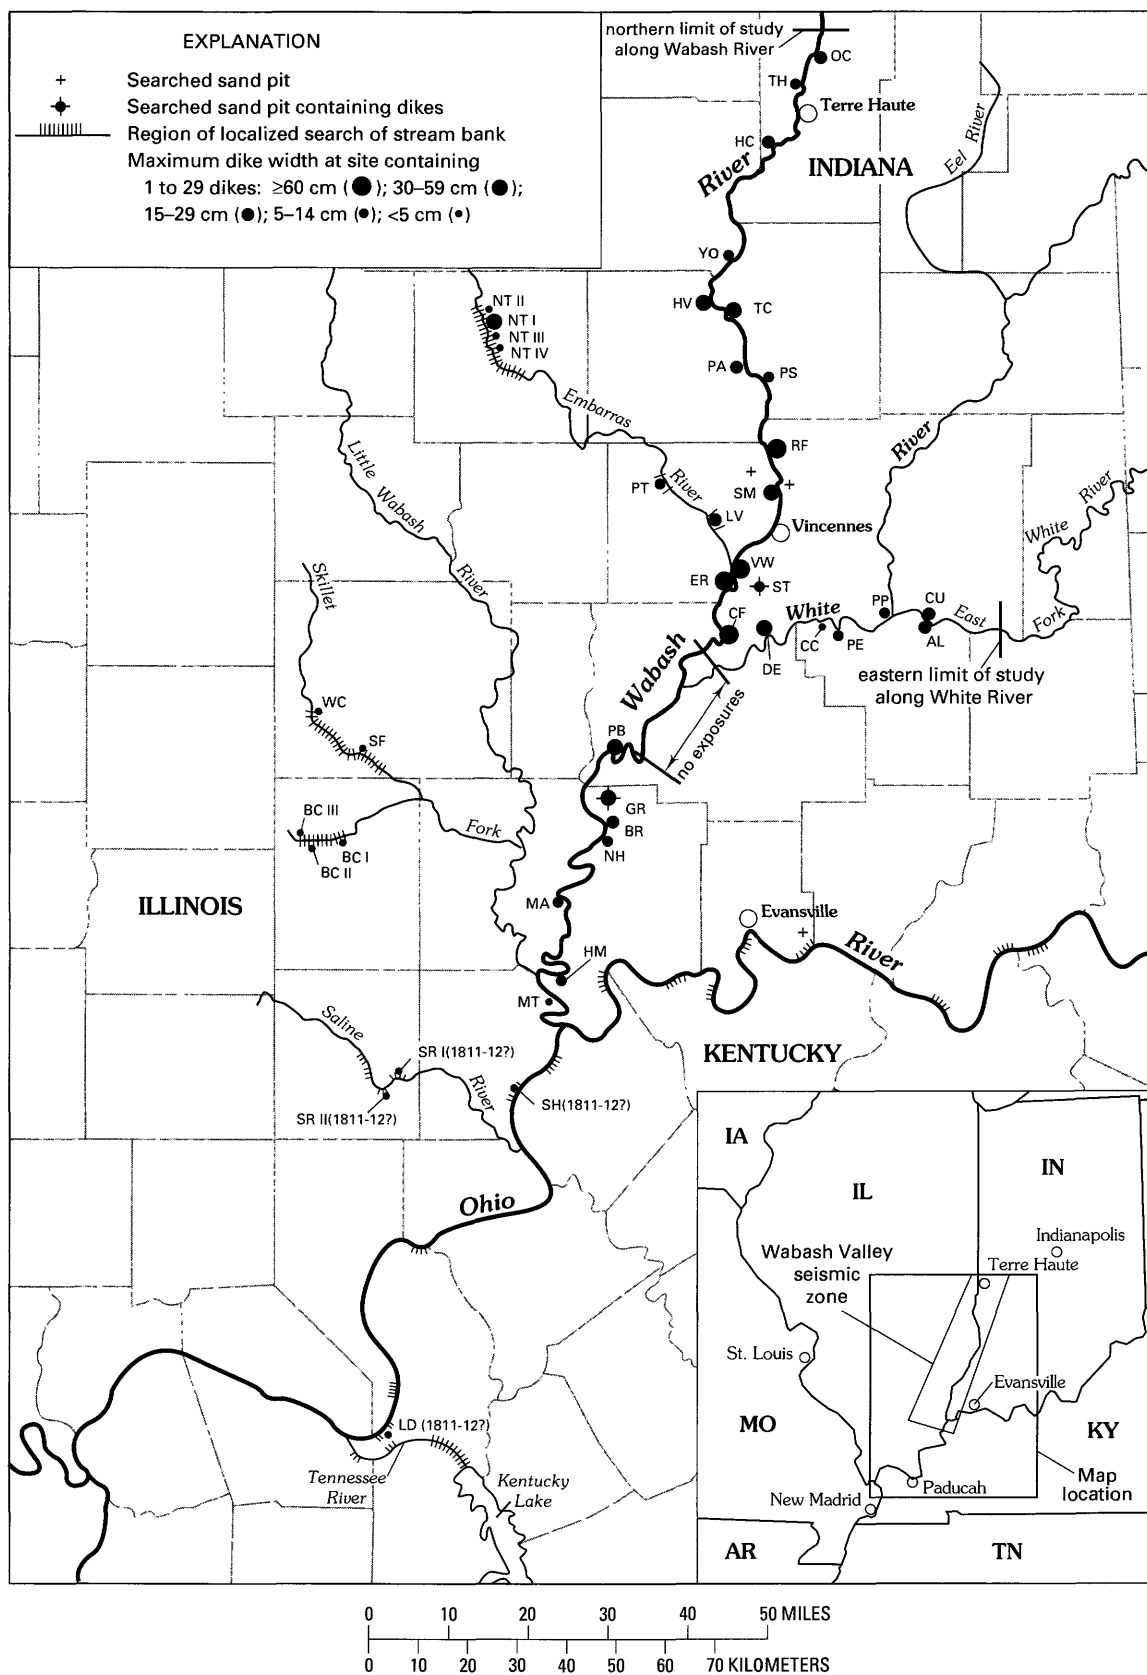 EXPLANATION
Searched sand pit
Searched sand pit containing dikes
Region of localized search of stream bank
Maximum dike width at site containing
1 to 29 dikes: ≥60 cm (●); 30–59 cm (●);
15–29 cm (●); 5–14 cm (●); <5 cm (•)
northern limit of study
along Wabash River
OC
TH
Terre Haute
HC
River
INDIANA
Eel River
YO
HV
TC
NT II
NT I
NT III
NT IV
PA
PS
Embarras
River
RF
River
Little
Wabash
River
PT
SM
LV
Vincennes
White
River
VW
ER
ST
Skillet
CF
White
PP
CU
East
Fork
DE
CC
PE
AL
Wabash
eastern limit of study
along White River
WC
SF
PB
no exposures
BC III
BC I
BC II
Fork
GR
BR
NH
ILLINOIS
MA
Evansville
River
HM
MT
Saline
River
KENTUCKY
SR I(1811-12?)
SR II(1811-12?)
SH(1811-12?)
Ohio
LD (1811-12?)
Tennessee
River
Kentucky
Lake
IA
IL
IN
Indianapolis
Wabash Valley
seismic
zone
Terre Haute
St. Louis
Evansville
MO
KY
Map
location
Paducah
New Madrid
AR
TN
0 10 20 30 40 50 MILES
0 10 20 30 40 50 60 70 KILOMETERS